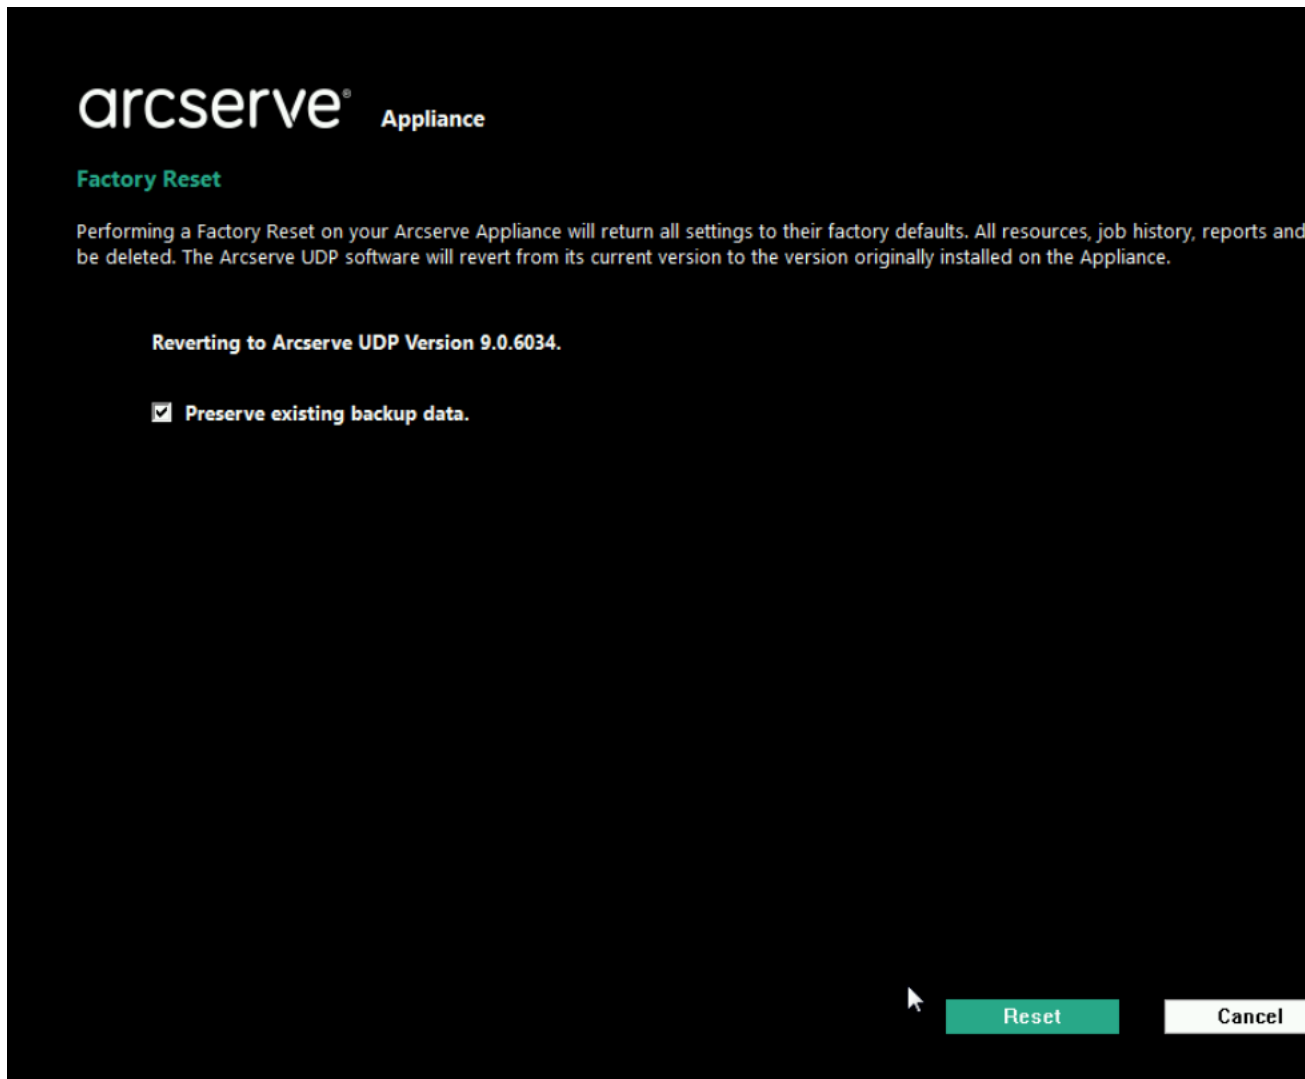 arcserve® Appliance
Factory Reset
Performing a Factory Reset on your Arcserve Appliance will return all settings to their factory defaults. All resources, job history, reports and
be deleted. The Arcserve UDP software will revert from its current version to the version originally installed on the Appliance.
Reverting to Arcserve UDP Version 9.0.6034.
Preserve existing backup data.
Reset Cancel